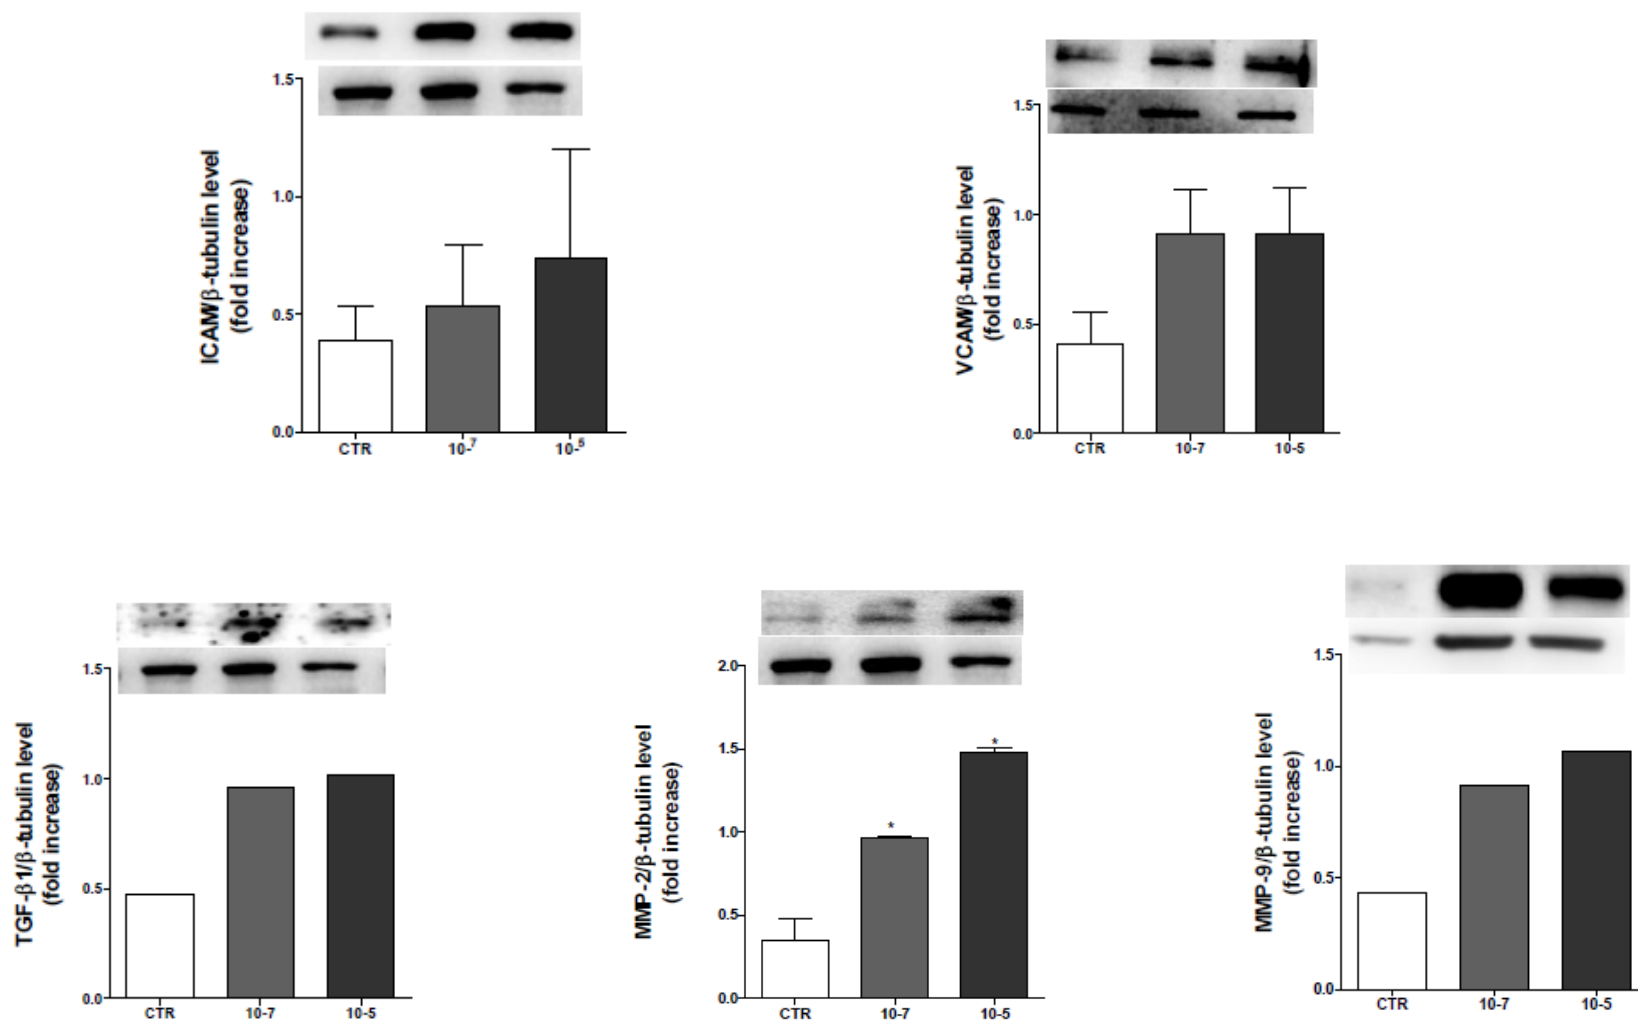 1.5
1.0
0.5
0.0
ICAM/β-tubulin level
(fold increase)
CTR 10-⁷ 10-⁵
1.5
1.0
0.5
0.0
VCAM/β-tubulin level
(fold increase)
CTR 10-7 10-5
1.5
1.0
0.5
0.0
TGF-β1/β-tubulin level
(fold increase)
CTR 10-7 10-5
2.0
1.5
1.0
0.5
0.0
MMP-2/β-tubulin level
(fold increase)
* *
CTR 10-7 10-5
1.5
1.0
0.5
0.0
MMP-9/β-tubulin level
(fold increase)
CTR 10-7 10-5